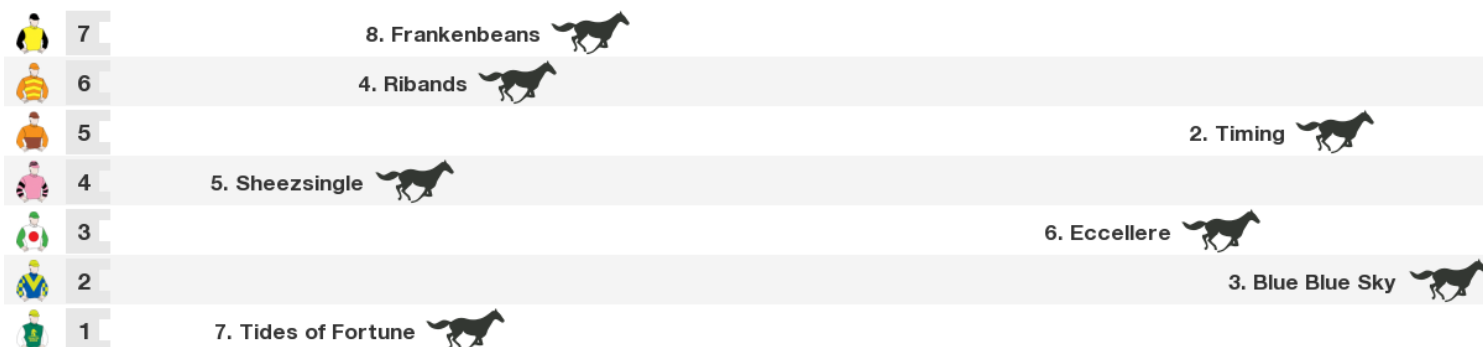 7 8. Frankenbeans
6 4. Ribands
5 2. Timing
4 5. Sheezsingle
3 6. Eccellere
2 3. Blue Blue Sky
1 7. Tides of Fortune